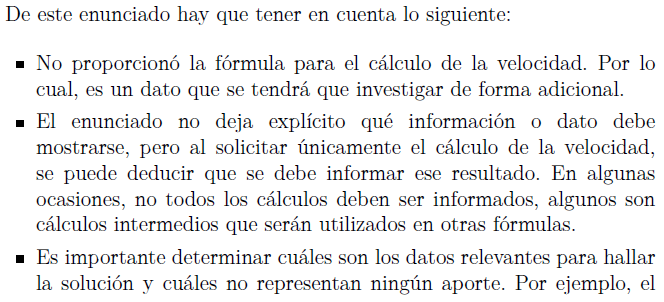 De este enunciado hay que tener en cuenta lo siguiente:
▪ No proporcionó la fórmula para el cálculo de la velocidad. Por lo
cual, es un dato que se tendrá que investigar de forma adicional.
▪ El enunciado no deja explícito qué información o dato debe
mostrarse, pero al solicitar únicamente el cálculo de la velocidad,
se puede deducir que se debe informar ese resultado. En algunas
ocasiones, no todos los cálculos deben ser informados, algunos son
cálculos intermedios que serán utilizados en otras fórmulas.
▪ Es importante determinar cuáles son los datos relevantes para hallar
la solución y cuáles no representan ningún aporte. Por ejemplo, el